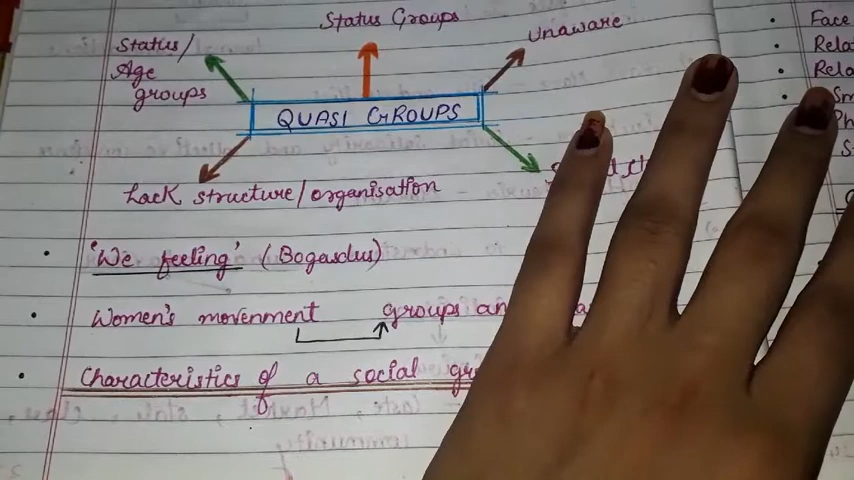 Status Groups
Unaware
Status/
Age
groups
QUASI GROUPS
Lack structure/organisation
• 'We feeling' (Bogardus)
• Women's movenment groups
• Characteristics of a social
• Face
• Rela
• Rela